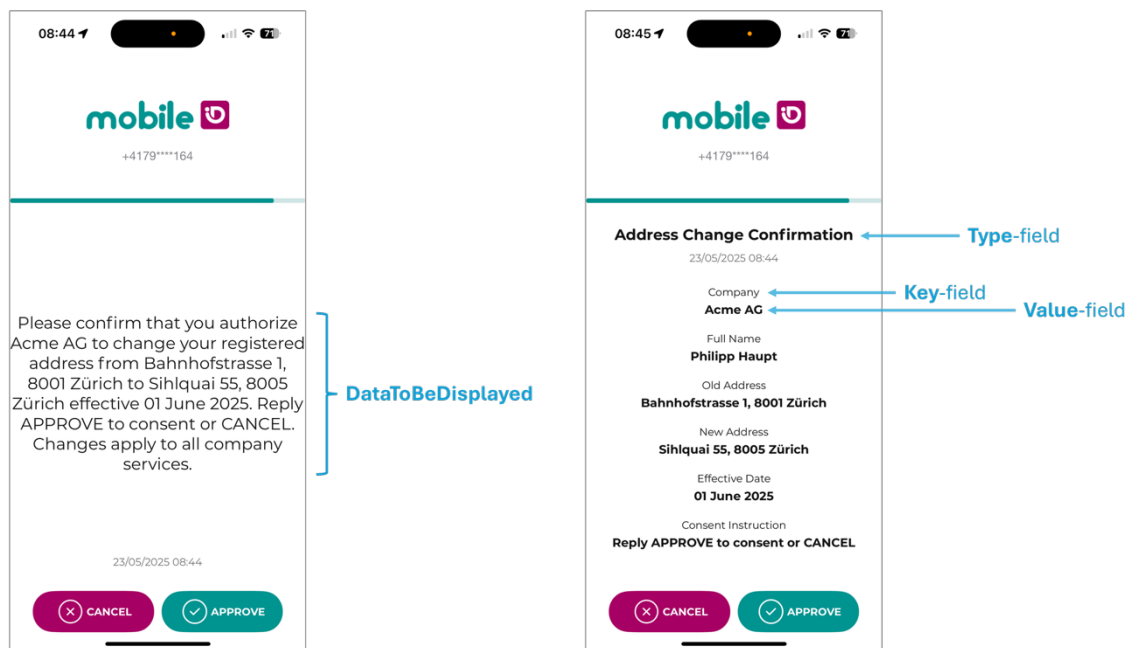 08:44
71
mobile iD
+4179****164
Please confirm that you authorize
Acme AG to change your registered
address from Bahnhofstrasse 1,
8001 Zürich to Sihlquai 55, 8005
Zürich effective 01 June 2025. Reply
APPROVE to consent or CANCEL.
Changes apply to all company
services.
DataToBeDisplayed
23/05/2025 08:44
CANCEL
APPROVE
08:45
71
mobile iD
+4179****164
Address Change Confirmation
Type-field
23/05/2025 08:44
Company
Key-field
Acme AG
Value-field
Full Name
Philipp Haupt
Old Address
Bahnhofstrasse 1, 8001 Zürich
New Address
Sihlquai 55, 8005 Zürich
Effective Date
01 June 2025
Consent Instruction
Reply APPROVE to consent or CANCEL
CANCEL
APPROVE